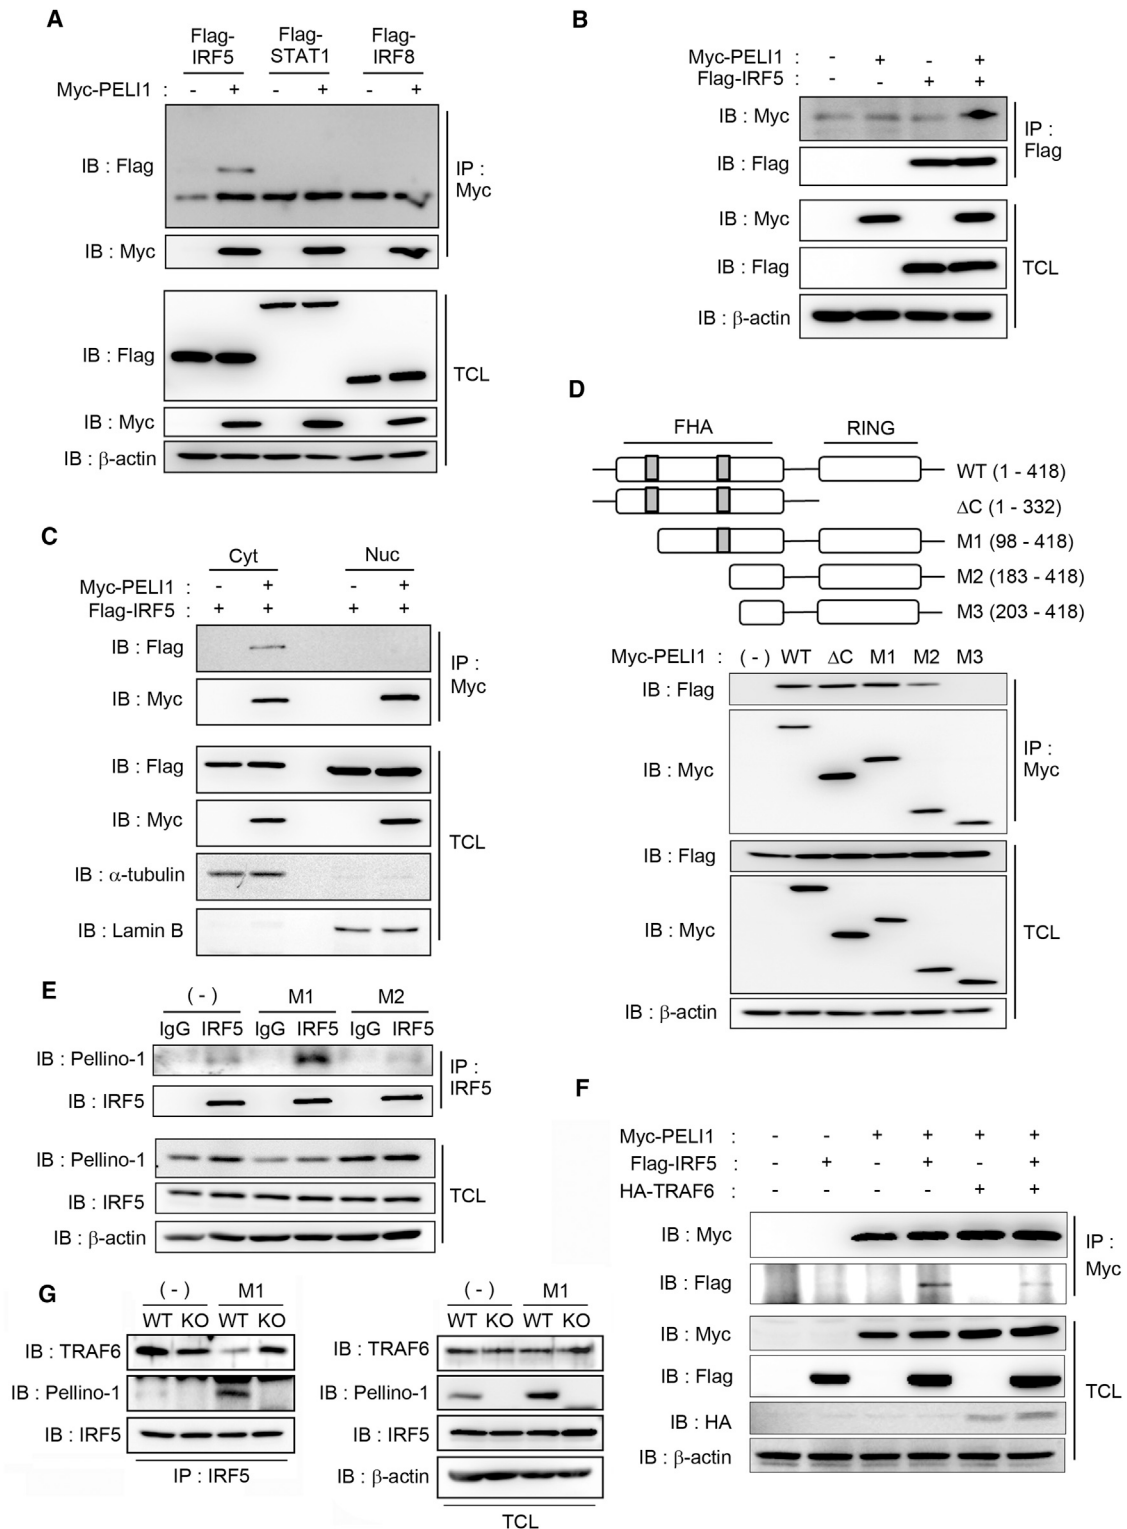 A
Flag-IRF5 Flag-STAT1 Flag-IRF8
Myc-PELI1 : - + - + - +
IB : Flag
IB : Myc
IP : Myc
IB : Flag
IB : Myc
IB : β-actin
TCL
B
Myc-PELI1 : - + - +
Flag-IRF5 : - - + +
IB : Myc
IB : Flag
IP : Flag
IB : Myc
IB : Flag
IB : β-actin
TCL
C
Cyt Nuc
Myc-PELI1 : - + - +
Flag-IRF5 : + + + +
IB : Flag
IB : Myc
IP : Myc
IB : Flag
IB : Myc
IB : α-tubulin
IB : Lamin B
TCL
D
FHA RING
WT (1 - 418)
ΔC (1 - 332)
M1 (98 - 418)
M2 (183 - 418)
M3 (203 - 418)
Myc-PELI1 : ( - ) WT ΔC M1 M2 M3
IB : Flag
IB : Myc
IP : Myc
IB : Flag
IB : Myc
IB : β-actin
TCL
E
( - ) M1 M2
IgG IRF5 IgG IRF5 IgG IRF5
IB : Pellino-1
IB : IRF5
IP : IRF5
IB : Pellino-1
IB : IRF5
IB : β-actin
TCL
F
Myc-PELI1 : - - + + + +
Flag-IRF5 : - + - + - +
HA-TRAF6 : - - - - + +
IB : Myc
IB : Flag
IP : Myc
IB : Myc
IB : Flag
IB : HA
IB : β-actin
TCL
G
( - ) M1
WT KO WT KO
IB : TRAF6
IB : Pellino-1
IB : IRF5
IP : IRF5
( - ) M1
WT KO WT KO
IB : TRAF6
IB : Pellino-1
IB : IRF5
IB : β-actin
TCL